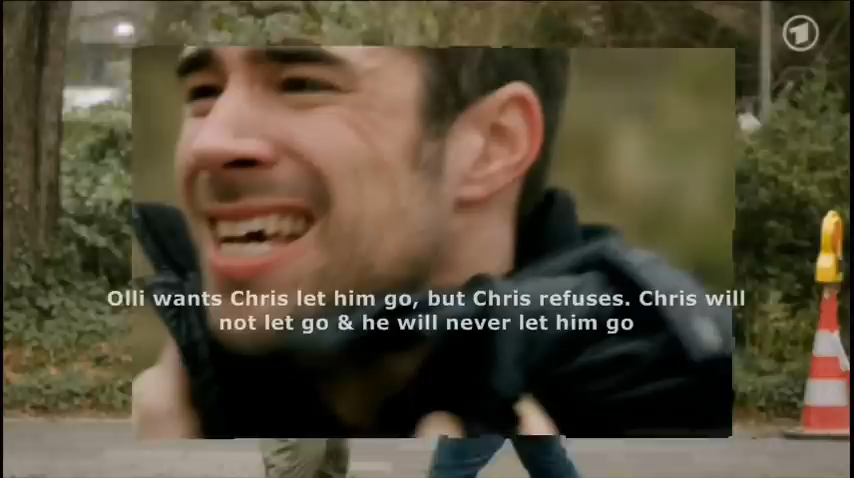 1
Olli wants Chris let him go, but Chris refuses. Chris will
not let go & he will never let him go